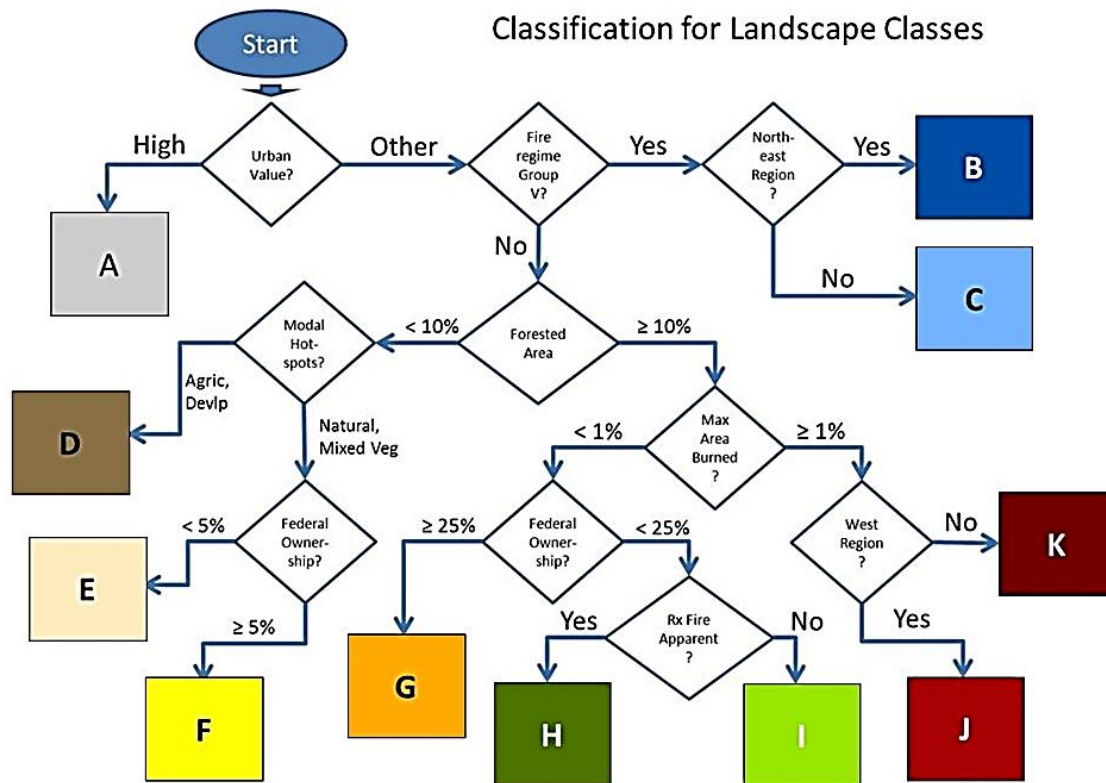 Start
Classification for Landscape Classes
High
Urban
Value?
Other
Fire
regime
Group
V?
Yes
North-
east
Region
?
Yes
B
A
No
No
C
Modal
Hot-
spots?
< 10%
Forested
Area
≥ 10%
Agric,
Devlp
D
Natural,
Mixed Veg
< 1%
Max
Area
Burned
?
≥ 1%
< 5%
Federal
Owner-
ship?
≥ 25%
Federal
Owner-
ship?
< 25%
West
Region
?
No
K
E
≥ 5%
Yes
Rx Fire
Apparent
?
No
Yes
F
G
H
I
J